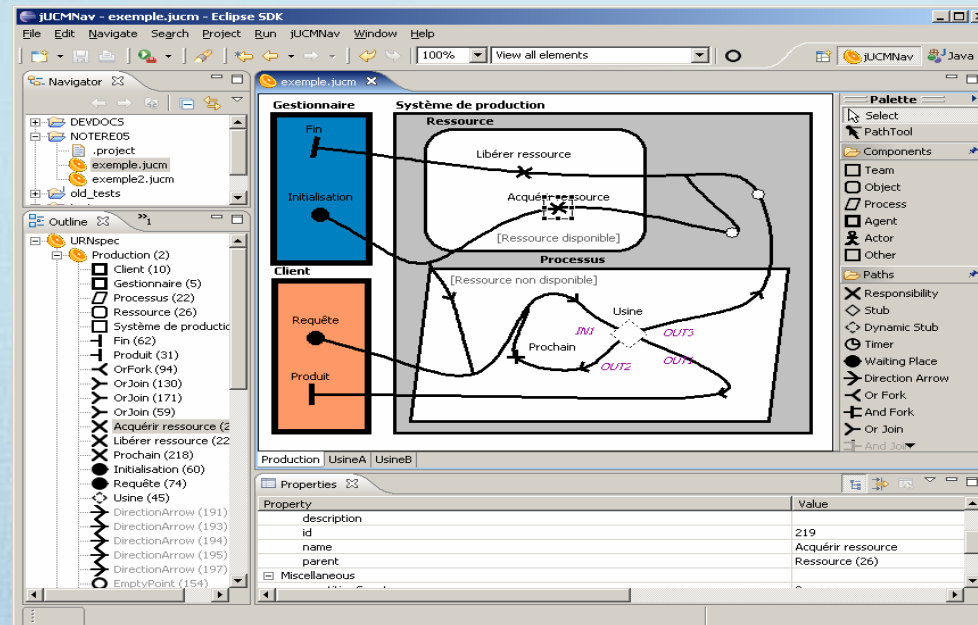 jUCMNav - exemple.jucm - Eclipse SDK
File Edit Navigate Search Project Run jUCMNav Window Help
100% View all elements
jUCMNav Java
Navigator
DEVDOCS
NOTERE05
.project
exemple.jucm
exemple2.jucm
old_tests
Outline
»1
URNspec
Production (2)
Client (10)
Gestionnaire (5)
Processus (22)
Ressource (26)
Système de productic
Fin (62)
Produit (31)
OrFork (94)
OrJoin (130)
OrJoin (171)
OrJoin (59)
Acquérir ressource (2
Libérer ressource (22
Prochain (218)
Initialisation (60)
Requête (74)
Usine (45)
DirectionArrow (191)
DirectionArrow (193)
DirectionArrow (194)
DirectionArrow (195)
DirectionArrow (197)
EmptyPoint (154)
exemple.jucm
Gestionnaire
Système de production
Ressource
Fin
Libérer ressource
Initialisation
Acquérir ressource
[Ressource disponible]
Client
Processus
[Ressource non disponible]
Requête
Usine
IN1
OUT3
Prochain
OUT2
Produit
Production UsineA UsineB
Palette
Select
PathTool
Components
Team
Object
Process
Agent
Actor
Other
Paths
Responsibility
Stub
Dynamic Stub
Timer
Waiting Place
Direction Arrow
Or Fork
And Fork
Or Join
And Joi
Properties
Property Value
description
id 219
name Acquérir ressource
parent Ressource (26)
Miscellaneous